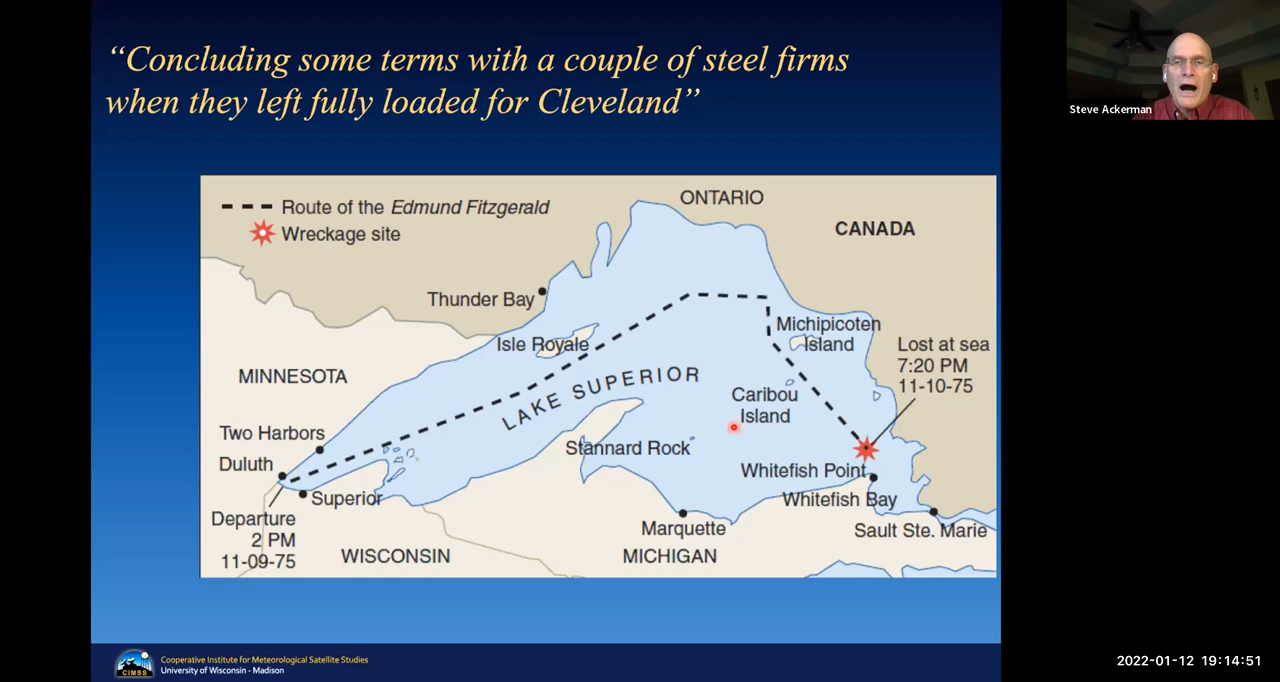 “Concluding some terms with a couple of steel firms
when they left fully loaded for Cleveland”
Steve Ackerman
Route of the Edmund Fitzgerald
Wreckage site
ONTARIO
CANADA
Thunder Bay
Isle Royale
Michipicoten
Island
Lost at sea
7:20 PM
11-10-75
MINNESOTA
LAKE SUPERIOR
Caribou
Island
Two Harbors
Stannard Rock
Duluth
Whitefish Point
Superior
Whitefish Bay
Departure
2 PM
11-09-75
Marquette
Sault Ste. Marie
WISCONSIN
MICHIGAN
CIMSS
Cooperative Institute for Meteorological Satellite Studies
University of Wisconsin - Madison
2022-01-12 19:14:51